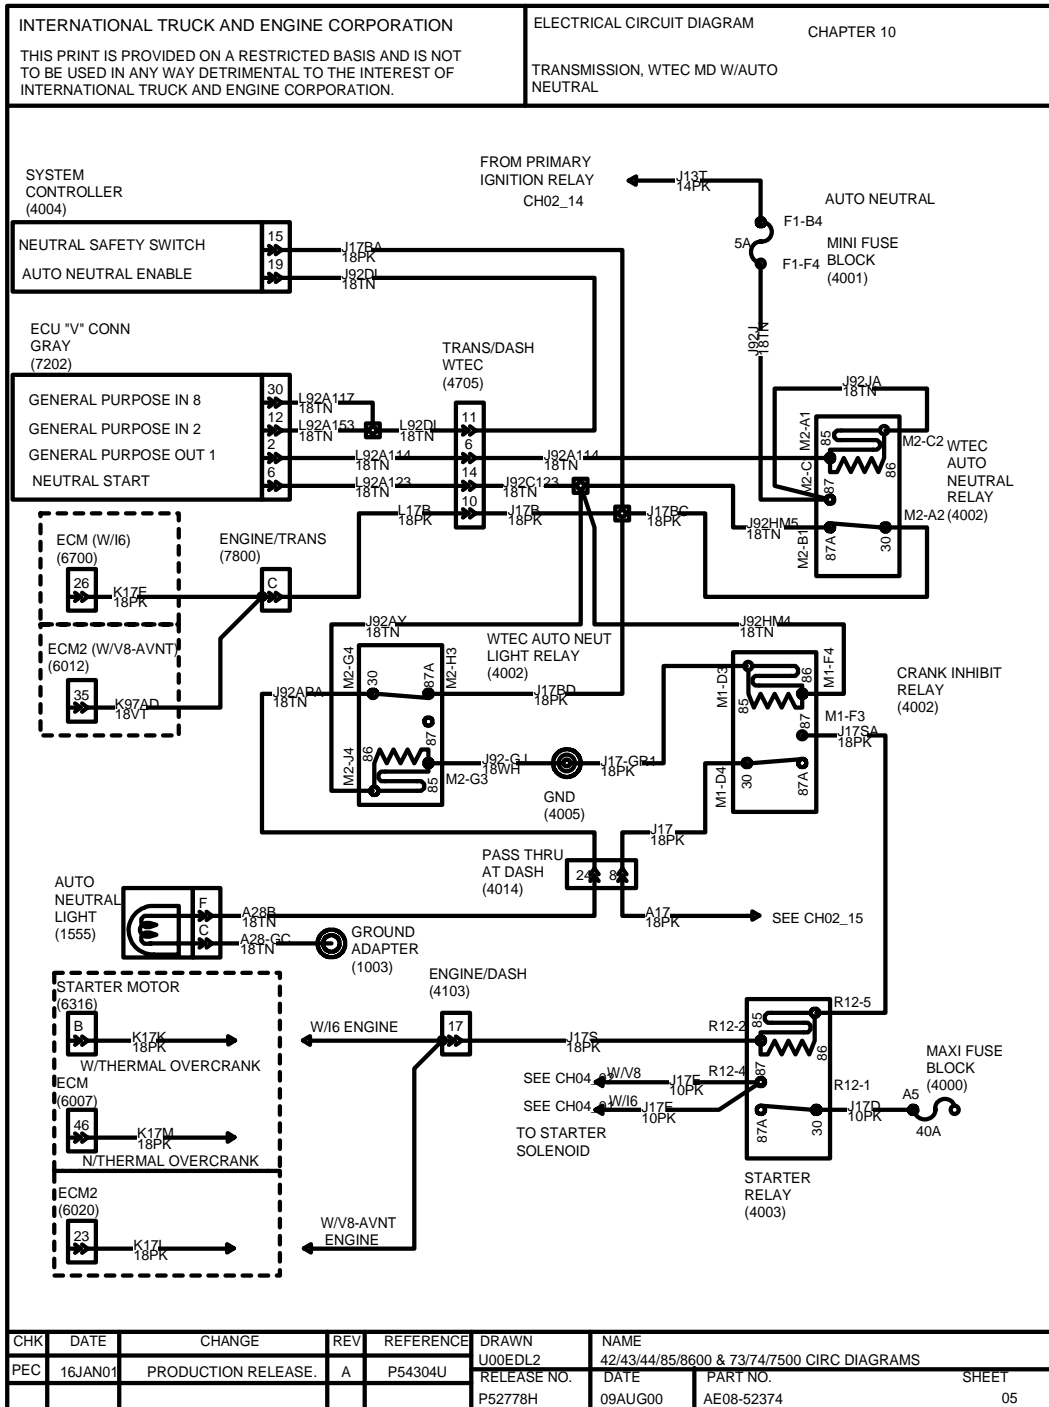 INTERNATIONAL TRUCK AND ENGINE CORPORATION
THIS PRINT IS PROVIDED ON A RESTRICTED BASIS AND IS NOT
TO BE USED IN ANY WAY DETRIMENTAL TO THE INTEREST OF
INTERNATIONAL TRUCK AND ENGINE CORPORATION.
ELECTRICAL CIRCUIT DIAGRAM
CHAPTER 10
TRANSMISSION, WTEC MD W/AUTO
NEUTRAL
SYSTEM
CONTROLLER
(4004)
NEUTRAL SAFETY SWITCH
15
J17BA
18PK
AUTO NEUTRAL ENABLE
19
J92DL
18TN
FROM PRIMARY
IGNITION RELAY
CH02_14
J13T
14PK
AUTO NEUTRAL
F1-B4
5A
MINI FUSE
BLOCK
(4001)
F1-F4
J92J
18TN
ECU "V" CONN
GRAY
(7202)
GENERAL PURPOSE IN 8
30
L92A117
18TN
GENERAL PURPOSE IN 2
12
L92A153
18TN
L92DL
18TN
GENERAL PURPOSE OUT 1
2
L92A114
18TN
NEUTRAL START
6
L92A123
18TN
L17B
18PK
TRANS/DASH
WTEC
(4705)
11
6
14
10
J92A114
18TN
J92C123
18TN
J17B
18PK
J17BC
18PK
J92JA
18TN
M2-A1
85
M2-C2
86
M2-C1
87
M2-A2
30
M2-B1
87A
J92HM5
18TN
WTEC
AUTO
NEUTRAL
RELAY
(4002)
ECM (W/I6)
(6700)
26
K17E
18PK
ECM2 (W/V8-AVNT)
(6012)
35
K97AD
18VT
ENGINE/TRANS
(7800)
C
J92AY
18TN
J92APA
18TN
WTEC AUTO NEUT
LIGHT RELAY
(4002)
M2-G4
30
87A
M2-H3
87
M2-J4
86
85
M2-G3
J17BD
18PK
J92-GJ
18WH
GND
(4005)
J17-GR1
18PK
J92HM4
18TN
CRANK INHIBIT
RELAY
(4002)
M1-D3
85
86
M1-F4
87
M1-F3
J17SA
18PK
M1-D4
30
87A
J17
18PK
PASS THRU
AT DASH
(4014)
24
8
A17
18PK
SEE CH02_15
AUTO
NEUTRAL
LIGHT
(1555)
F
A28B
18TN
C
A28-GC
18TN
GROUND
ADAPTER
(1003)
STARTER MOTOR
(6316)
B
K17K
18PK
W/THERMAL OVERCRANK
ECM
(6007)
46
K17M
18PK
N/THERMAL OVERCRANK
ECM2
(6020)
23
K17L
18PK
W/I6 ENGINE
W/V8-AVNT
ENGINE
ENGINE/DASH
(4103)
17
J17S
18PK
R12-2
85
R12-5
86
R12-4
87
R12-1
30
87A
SEE CH04_
W/V8
J17E
10PK
SEE CH04_
W/I6
J17E
10PK
TO STARTER
SOLENOID
J17D
10PK
A5
40A
MAXI FUSE
BLOCK
(4000)
STARTER
RELAY
(4003)
CHK DATE CHANGE REV REFERENCE
PEC 16JAN01 PRODUCTION RELEASE. A P54304U
DRAWN
U00EDL2
NAME
42/43/44/85/8600 & 73/74/7500 CIRC DIAGRAMS
RELEASE NO.
P52778H
DATE
09AUG00
PART NO.
AE08-52374
SHEET
05